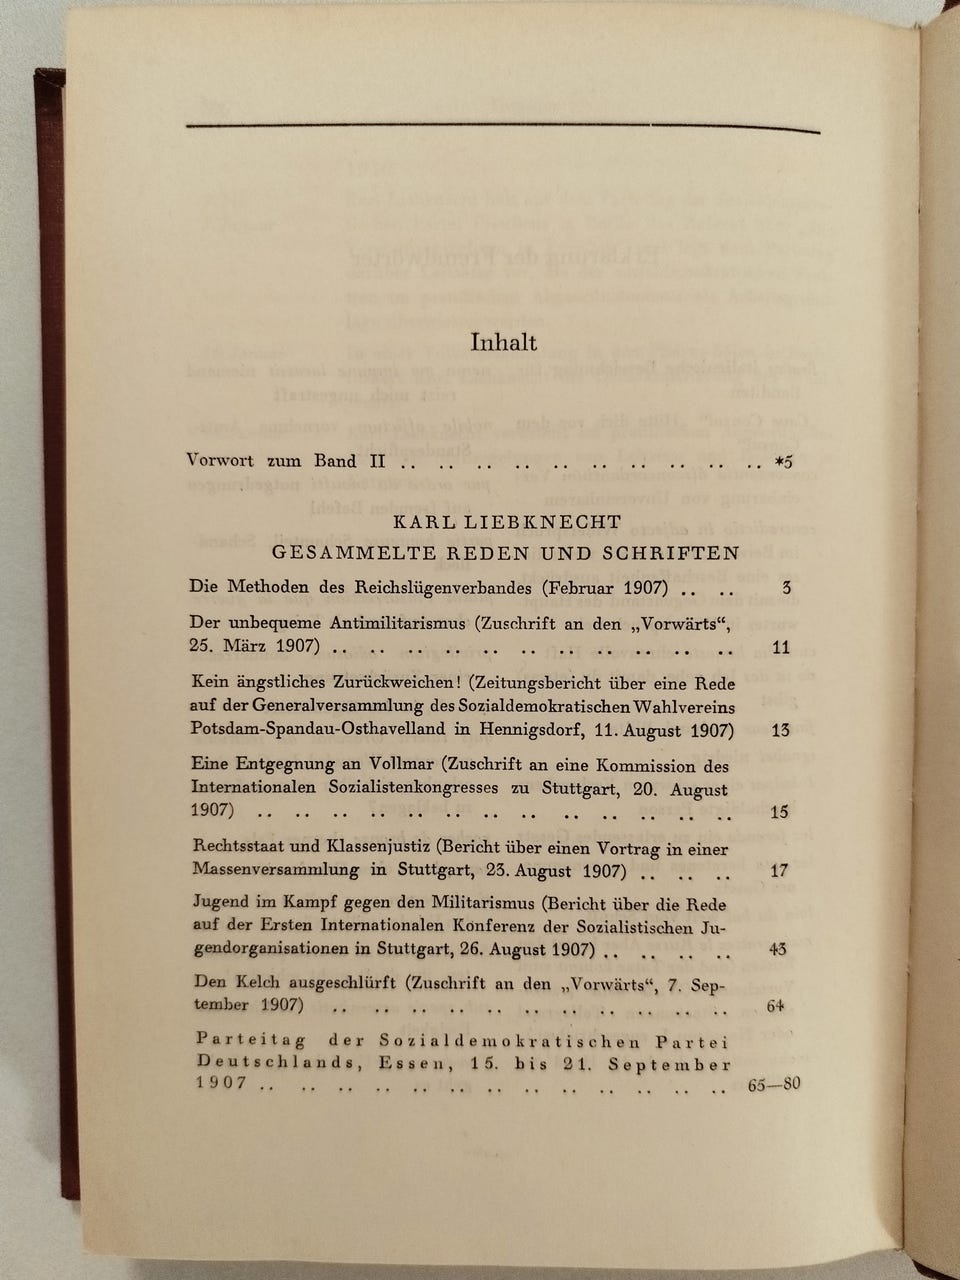 Inhalt
Vorwort zum Band II .. .. .. .. .. .. .. .. .. .. *5
KARL LIEBKNECHT
GESAMMELTE REDEN UND SCHRIFTEN
Die Methoden des Reichslügenverbandes (Februar 1907) .. .. 3
Der unbequeme Antimilitarismus (Zuschrift an den „Vorwärts“,
25. März 1907) .. .. .. .. .. .. .. .. .. .. .. 11
Kein ängstliches Zurückweichen! (Zeitungsbericht über eine Rede
auf der Generalversammlung des Sozialdemokratischen Wahlvereins
Potsdam-Spandau-Osthavelland in Hennigsdorf, 11. August 1907) 13
Eine Entgegnung an Vollmar (Zuschrift an eine Kommission des
Internationalen Sozialistenkongresses zu Stuttgart, 20. August
1907) .. .. .. .. .. .. .. .. .. .. .. .. .. 15
Rechtsstaat und Klassenjustiz (Bericht über einen Vortrag in einer
Massenversammlung in Stuttgart, 23. August 1907) .. .. .. 17
Jugend im Kampf gegen den Militarismus (Bericht über die Rede
auf der Ersten Internationalen Konferenz der Sozialistischen Ju-
gendorganisationen in Stuttgart, 26. August 1907) .. .. .. .. 43
Den Kelch ausgeschlürft (Zuschrift an den „Vorwärts“, 7. Sep-
tember 1907) .. .. .. .. .. .. .. .. .. .. .. 64
Parteitag der Sozialdemokratischen Partei
Deutschlands, Essen, 15. bis 21. September
1907 .. .. .. .. .. .. .. .. .. .. .. .. .. 65—80